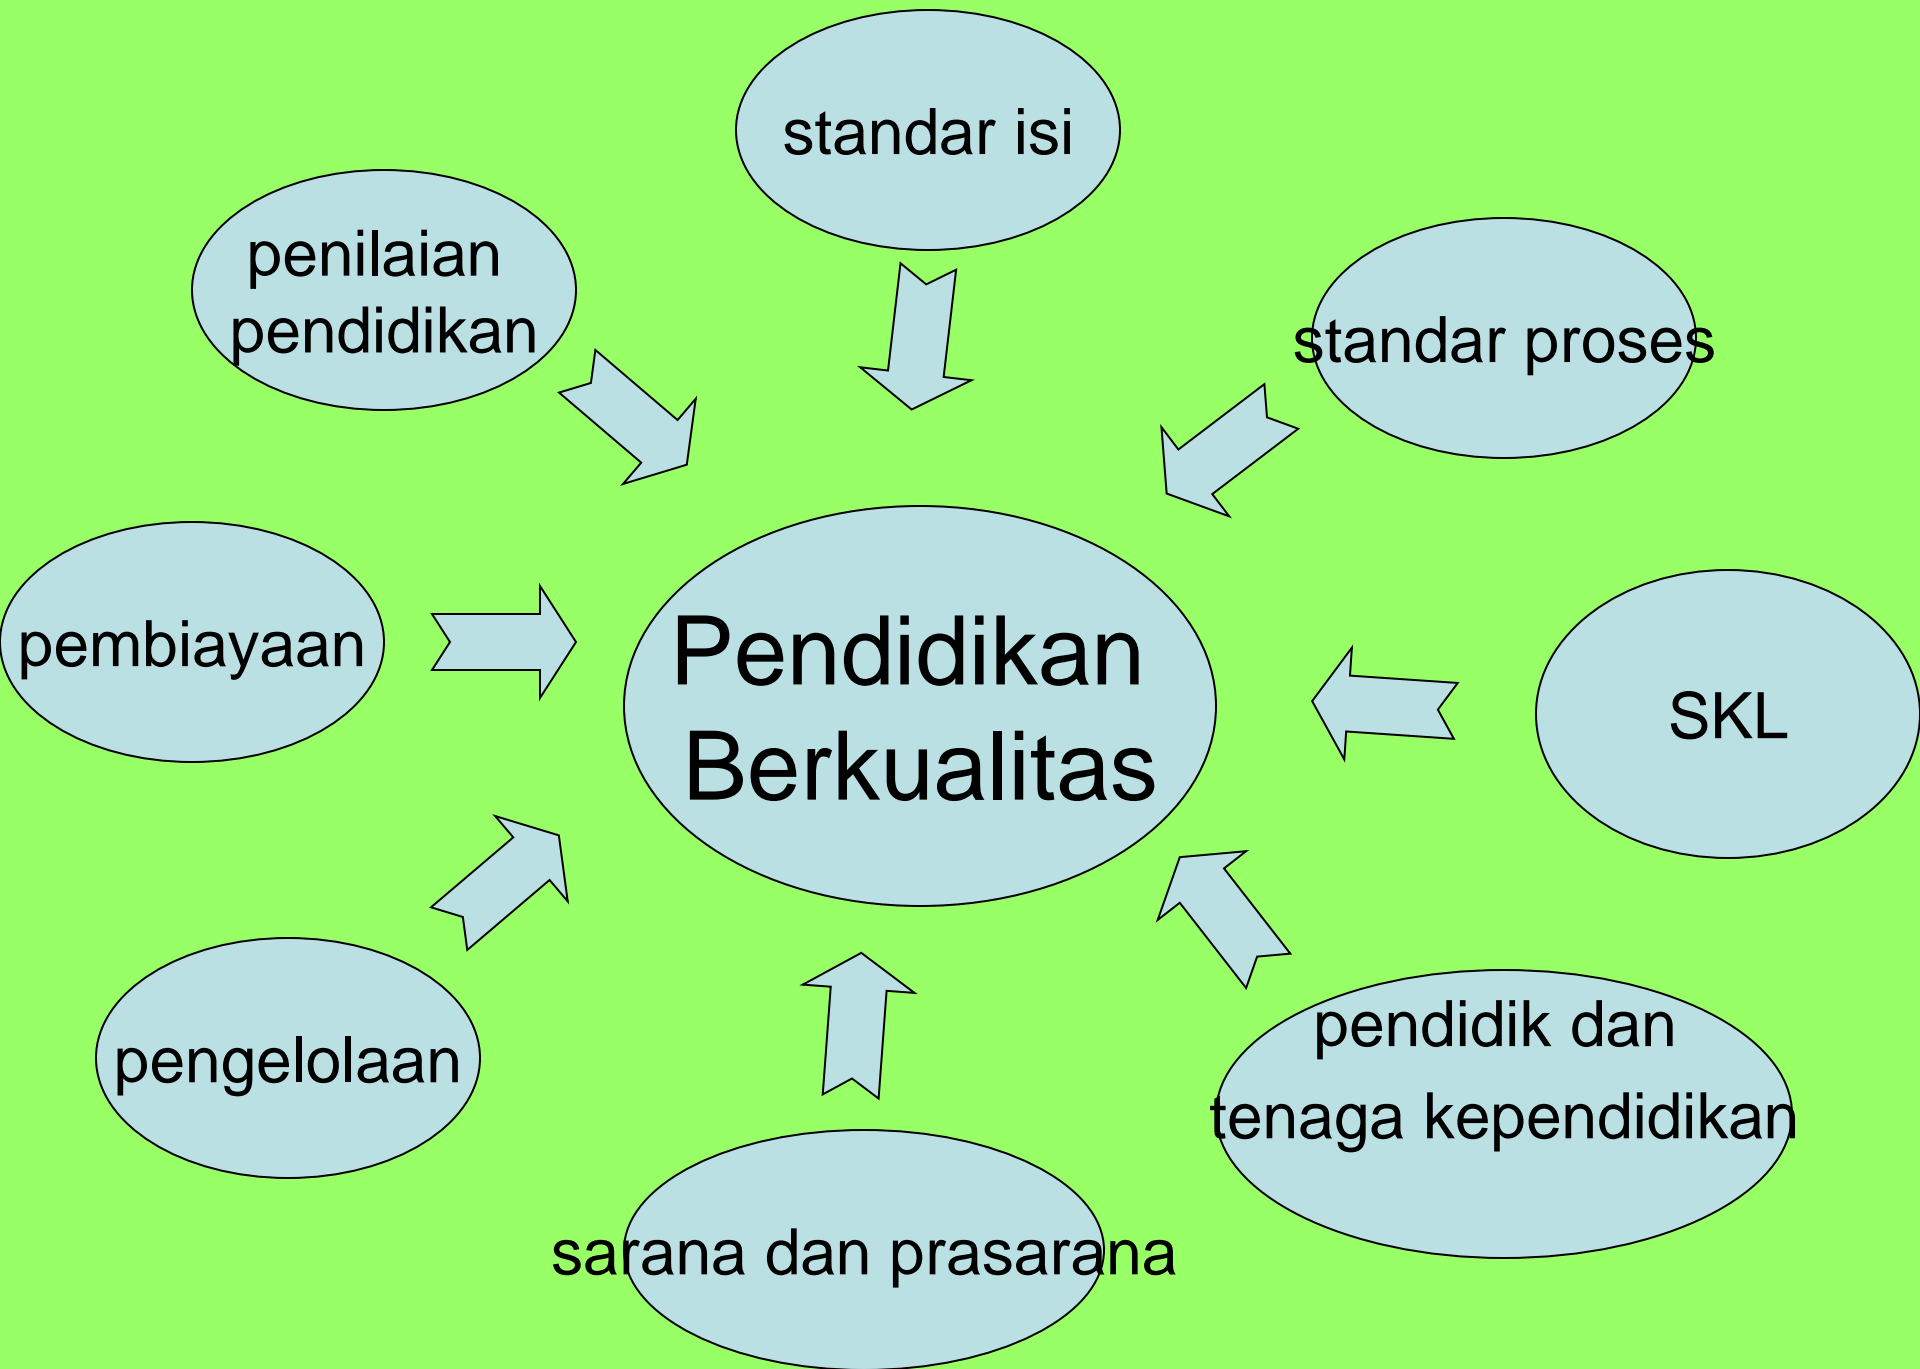 standar isi
penilaian
pendidikan
standar proses
pembiayaan
Pendidikan
Berkualitas
SKL
pengelolaan
pendidik dan
tenaga kependidikan
sarana dan prasarana